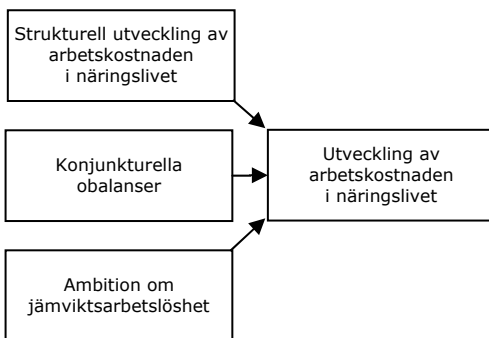 Strukturell utveckling av
arbetskostnaden
i näringslivet
Konjunkturella
obalanser
Utveckling av
arbetskostnaden
i näringslivet
Ambition om
jämviktsarbetslöshet